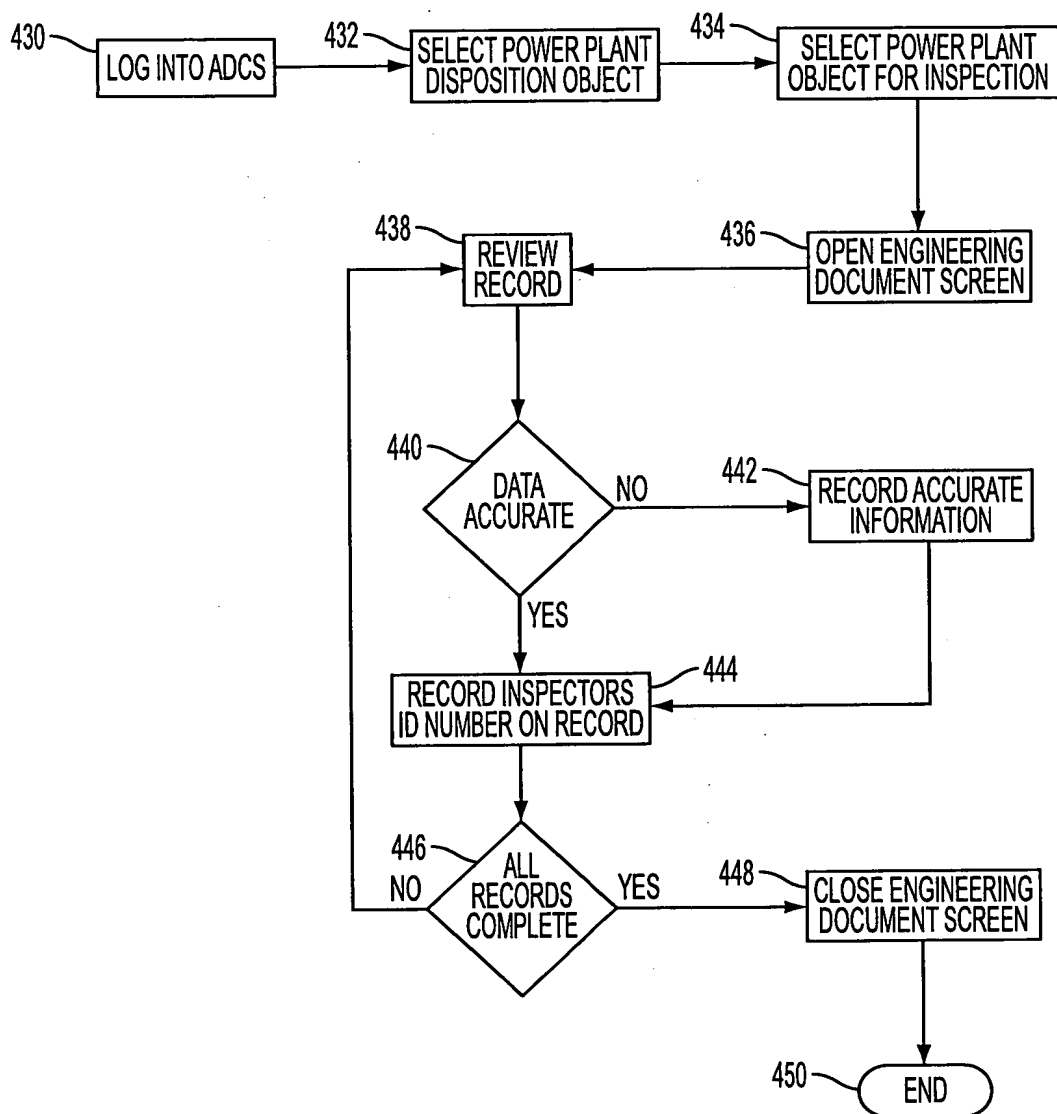 430
LOG INTO ADCS
432
SELECT POWER PLANT
DISPOSITION OBJECT
434
SELECT POWER PLANT
OBJECT FOR INSPECTION
436
OPEN ENGINEERING
DOCUMENT SCREEN
438
REVIEW
RECORD
440
DATA
ACCURATE
NO
442
RECORD ACCURATE
INFORMATION
YES
444
RECORD INSPECTORS
ID NUMBER ON RECORD
446
ALL
RECORDS
COMPLETE
NO
YES
448
CLOSE ENGINEERING
DOCUMENT SCREEN
450
END